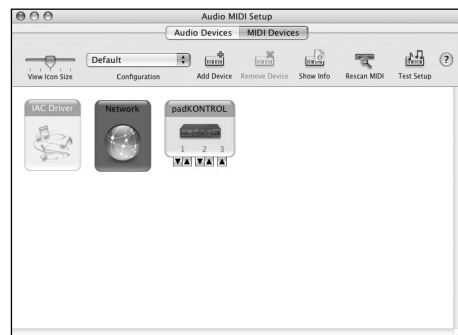 Audio MIDI Setup
Audio Devices MIDI Devices
Default
View Icon Size Configuration Add Device Remove Device Show Info Rescan MIDI Test Setup ?
IAC Driver Network padKONTROL
1 2 3